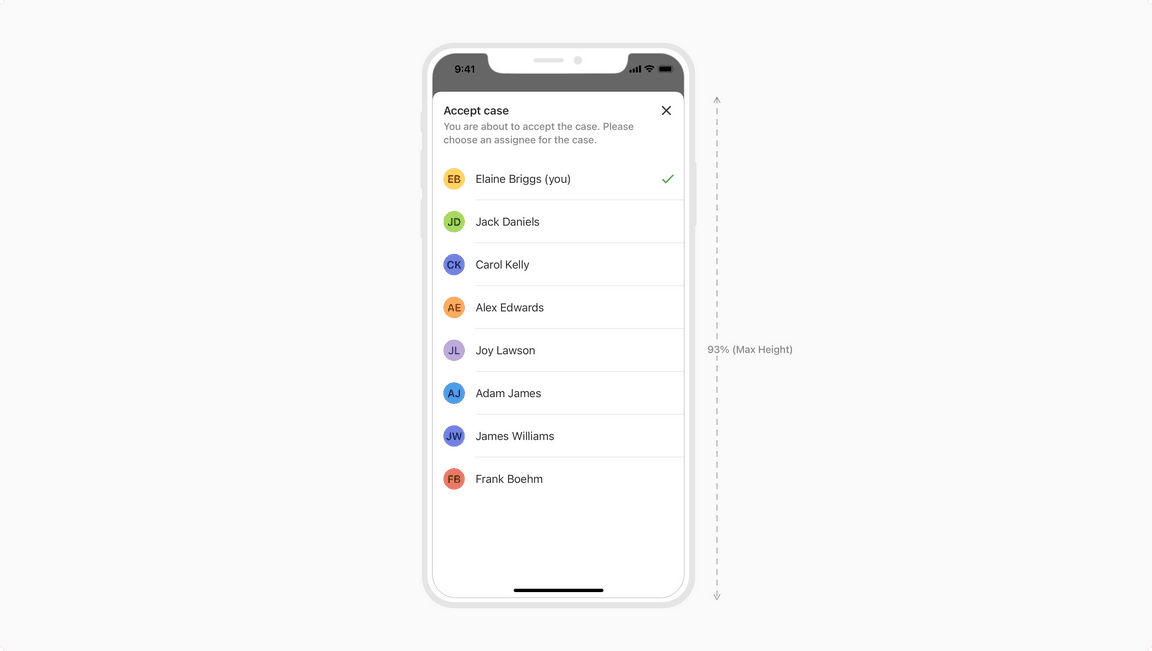 9:41
Accept case
You are about to accept the case. Please
choose an assignee for the case.
EB Elaine Briggs (you)
JD Jack Daniels
CK Carol Kelly
AE Alex Edwards
93% (Max Height)
JL Joy Lawson
AJ Adam James
JW James Williams
FB Frank Boehm